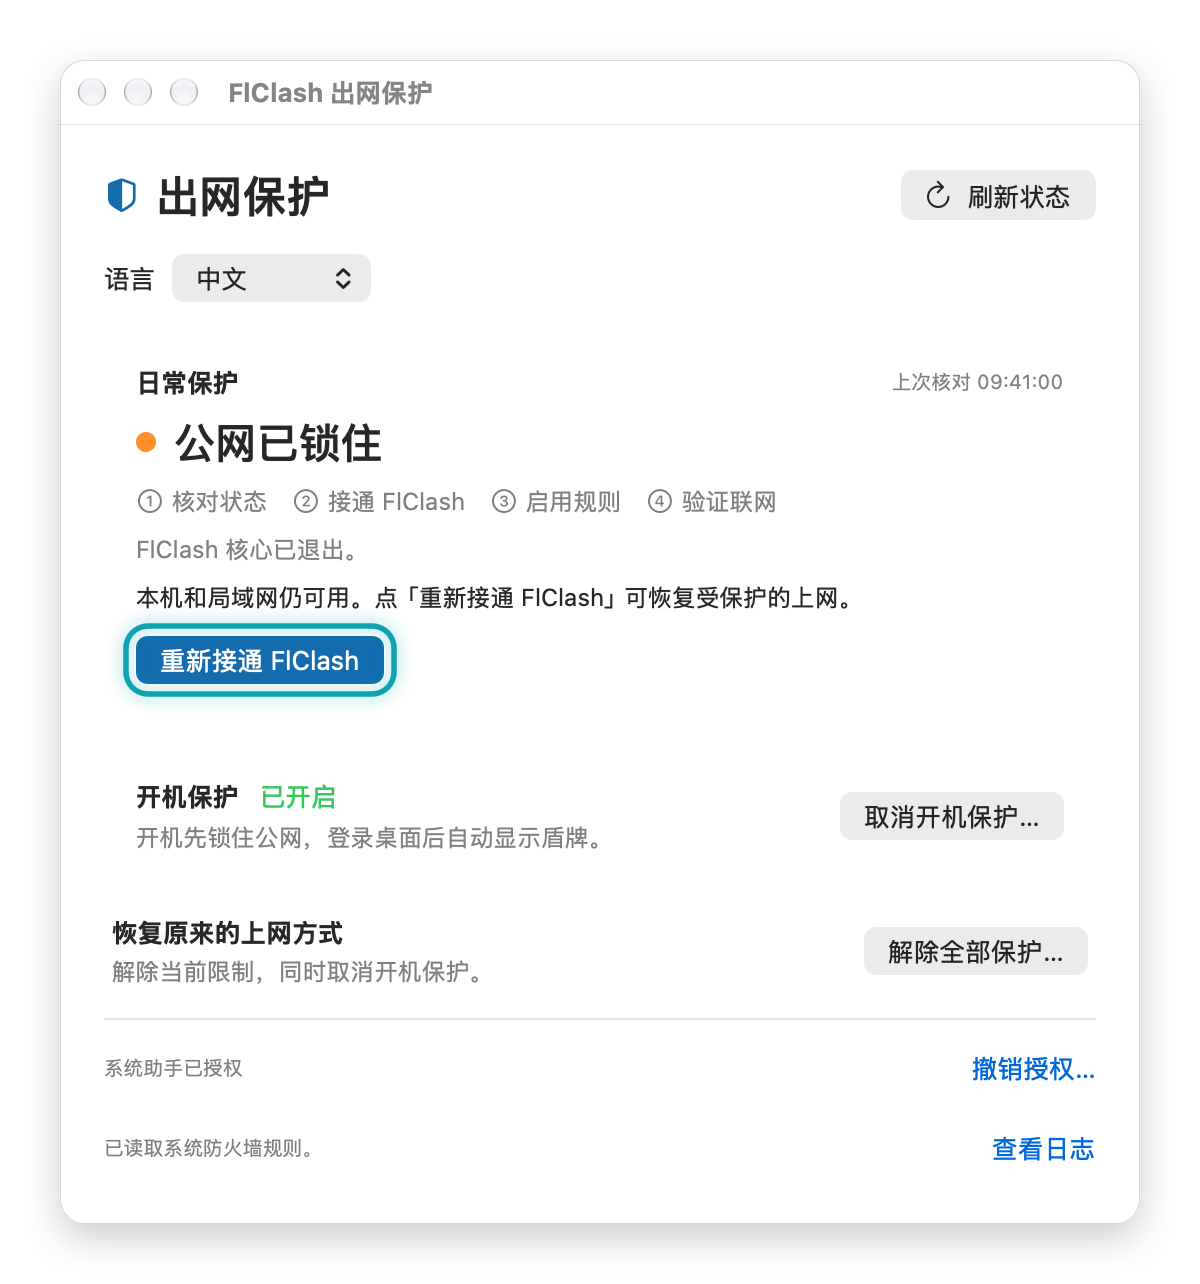 FlClash 出网保护
出网保护
刷新状态
语言 中文
日常保护
上次核对 09:41:00
公网已锁住
① 核对状态 ② 接通 FlClash ③ 启用规则 ④ 验证联网
FlClash 核心已退出。
本机和局域网仍可用。点「重新接通 FlClash」可恢复受保护的上网。
重新接通 FlClash
开机保护 已开启
开机先锁住公网，登录桌面后自动显示盾牌。
取消开机保护...
恢复原来的上网方式
解除当前限制，同时取消开机保护。
解除全部保护...
系统助手已授权
撤销授权...
已读取系统防火墙规则。
查看日志